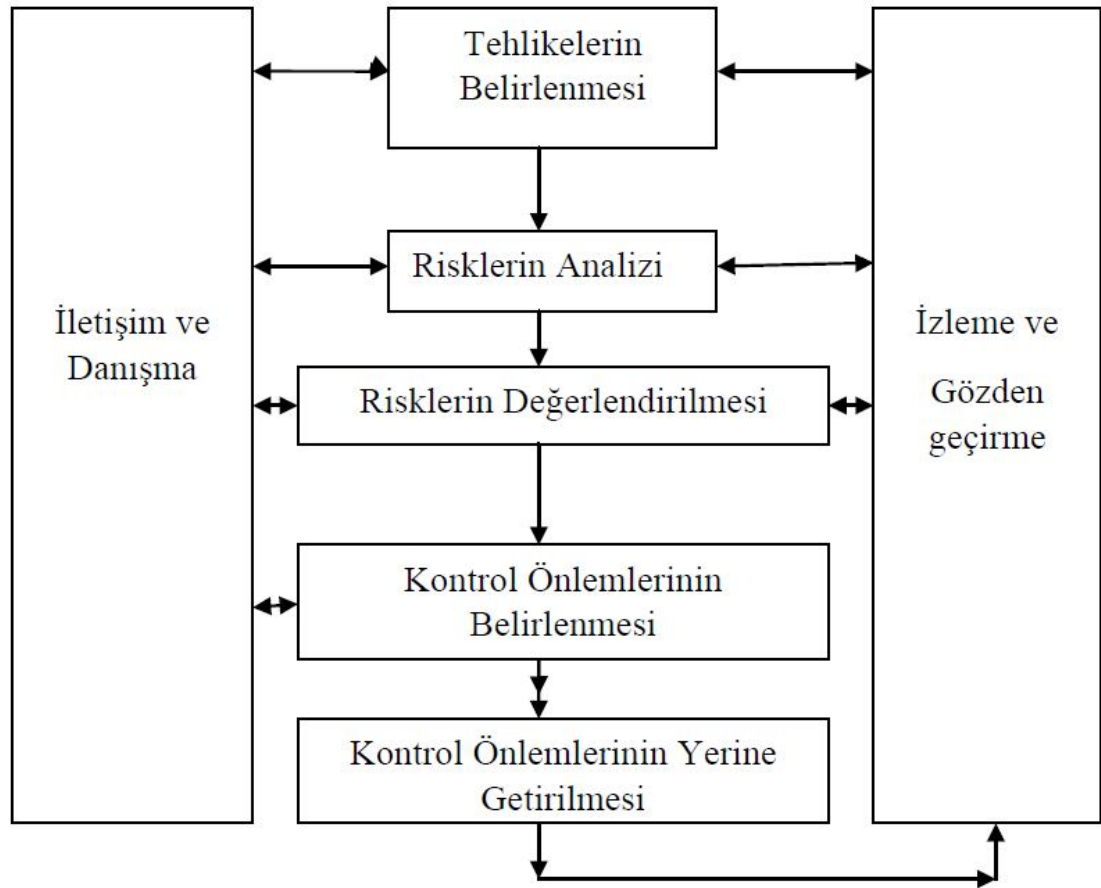 Tehlikelerin
Belirlenmesi
Risklerin Analizi
İletişim ve
Danışma
İzleme ve
Gözden
geçirme
Risklerin Değerlendirilmesi
Kontrol Önlemlerinin
Belirlenmesi
Kontrol Önlemlerinin Yerine
Getirilmesi